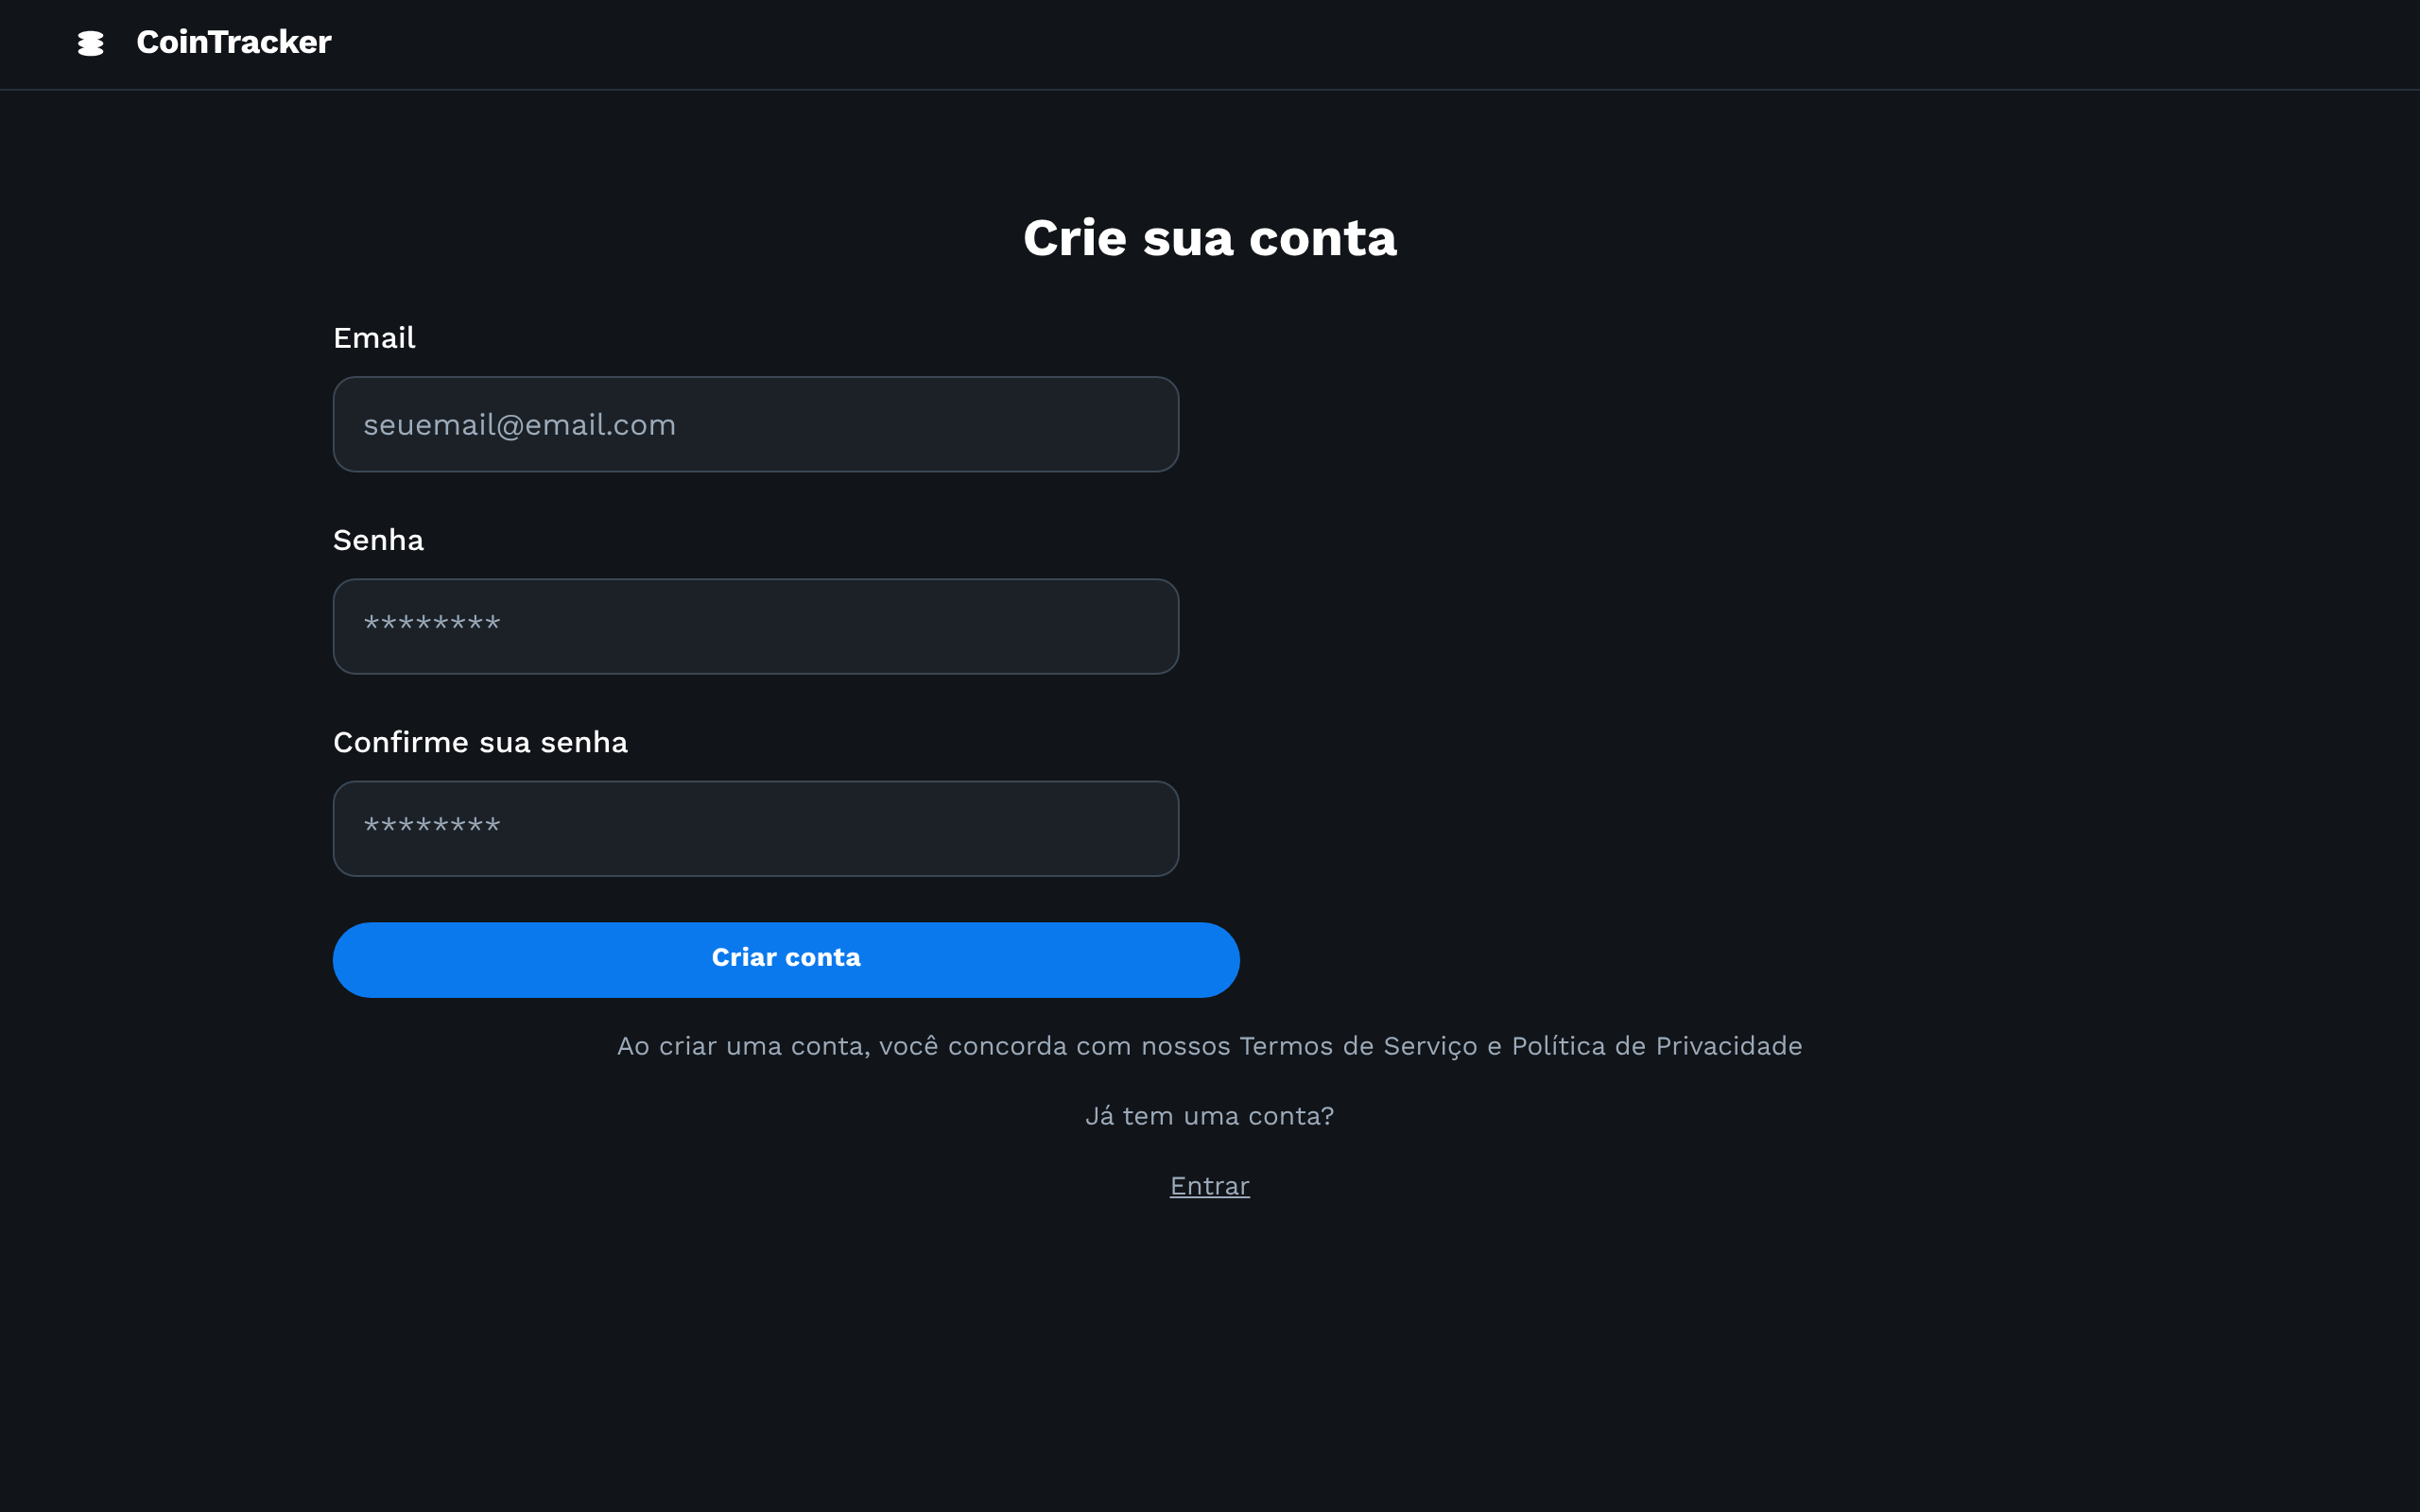 CoinTracker
Crie sua conta
Email
seuemail@email.com
Senha
********
Confirme sua senha
********
Criar conta
Ao criar uma conta, você concorda com nossos Termos de Serviço e Política de Privacidade
Já tem uma conta?
Entrar